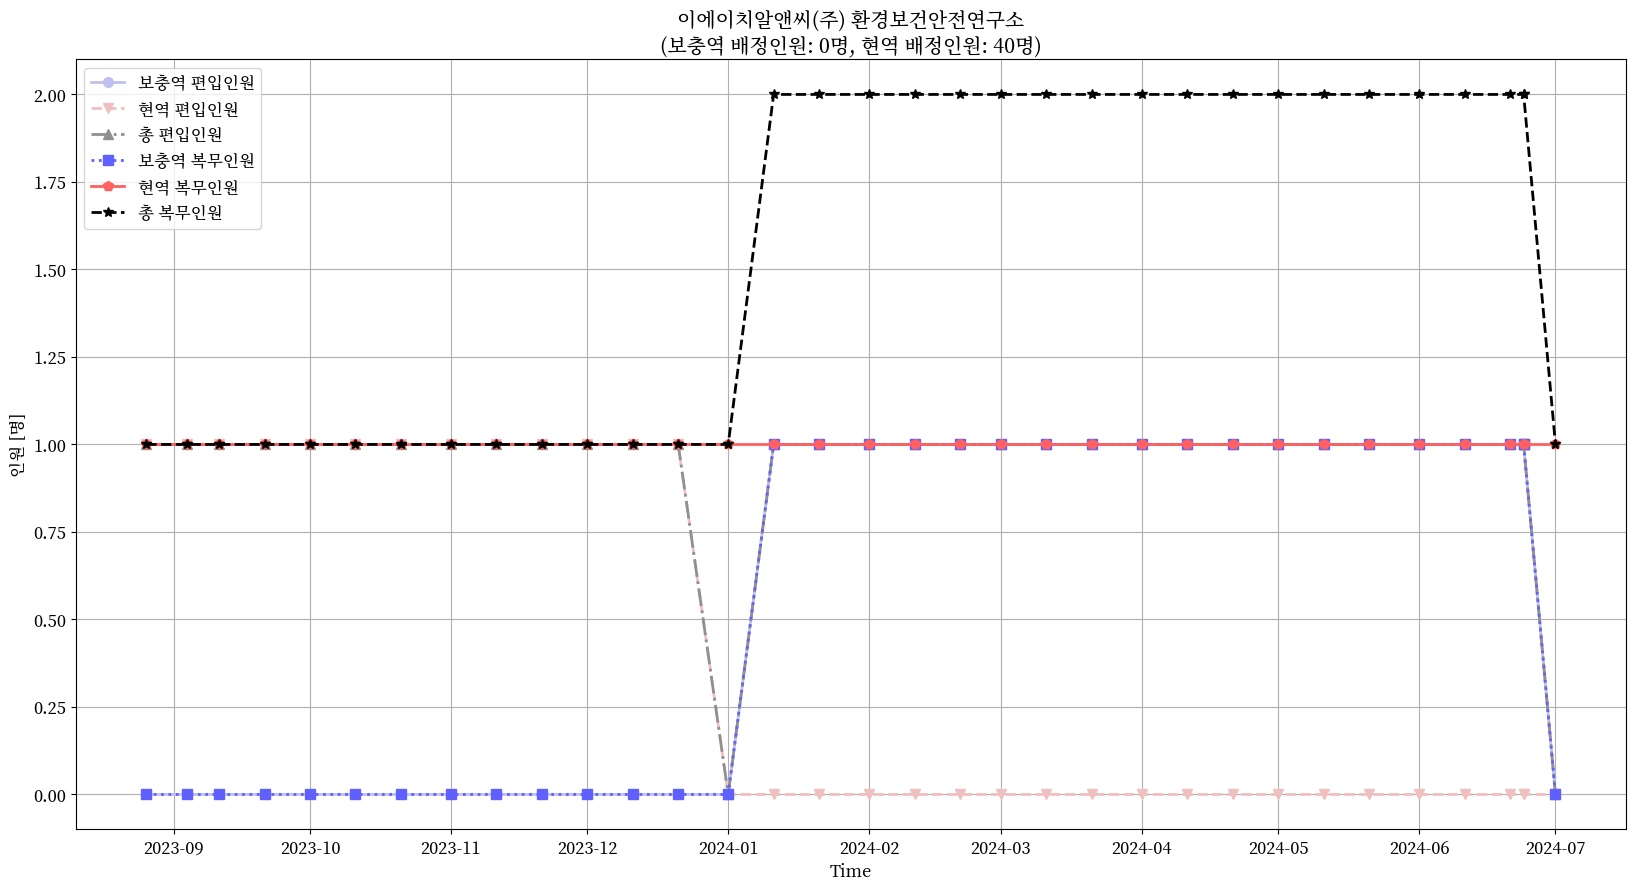 이에이치알앤씨(주) 환경보건안전연구소
(보충역 배정인원: 0명, 현역 배정인원: 40명)
보충역 편입인원
현역 편입인원
총 편입인원
보충역 복무인원
현역 복무인원
총 복무인원
2.00
1.75
1.50
1.25
1.00
0.75
0.50
0.25
0.00
인원 [명]
2023-09 2023-10 2023-11 2023-12 2024-01 2024-02 2024-03 2024-04 2024-05 2024-06 2024-07
Time